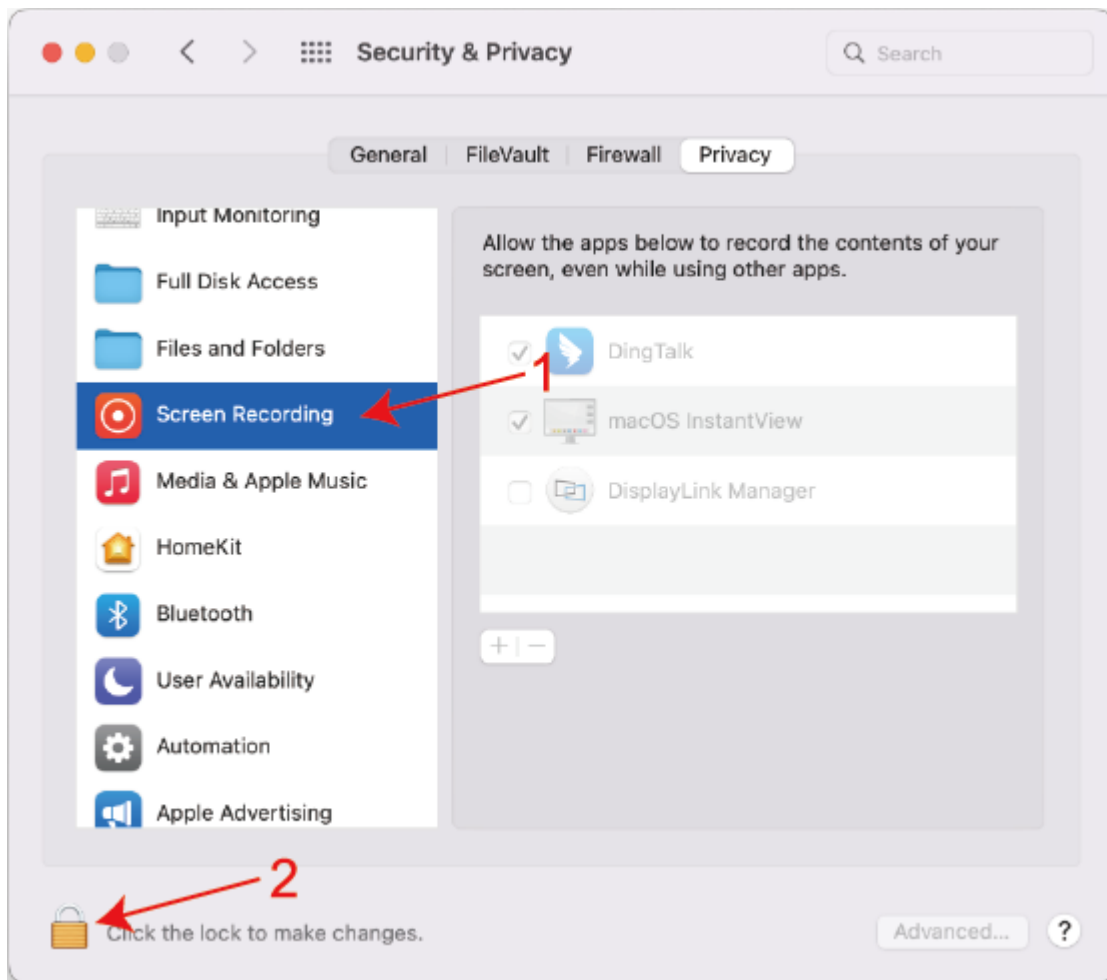 Security & Privacy
Search
General
FileVault
Firewall
Privacy
Input Monitoring
Full Disk Access
Files and Folders
Screen Recording
Media & Apple Music
HomeKit
Bluetooth
User Availability
Automation
Apple Advertising
Allow the apps below to record the contents of your
screen, even while using other apps.
DingTalk
macOS InstantView
DisplayLink Manager
+ | −
1
2
Click the lock to make changes.
Advanced...
?